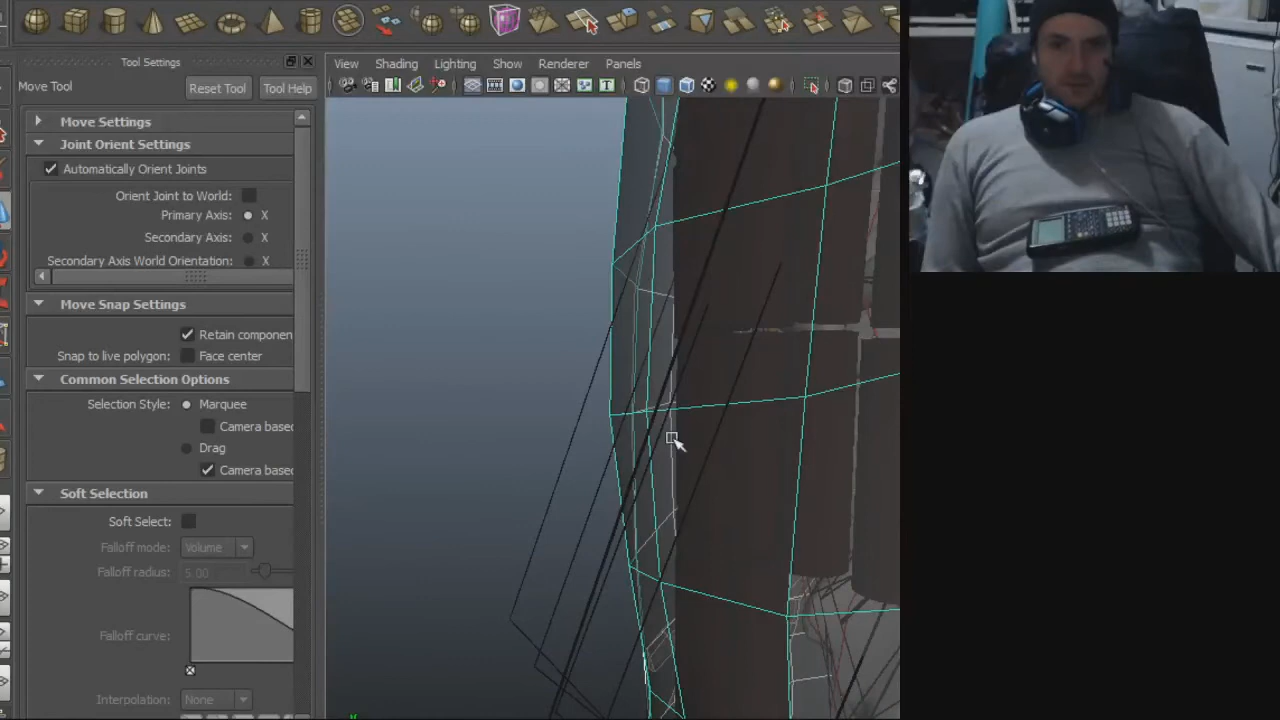 Tool Settings
View Shading Lighting Show Renderer Panels
Move Tool
Reset Tool
Tool Help
T
Move Settings
Joint Orient Settings
Automatically Orient Joints
Orient Joint to World:
Primary Axis: X
Secondary Axis: X
Secondary Axis World Orientation: X
Move Snap Settings
Retain componen
Snap to live polygon: Face center
Common Selection Options
Selection Style: Marquee
Camera based
Drag
Camera based
Soft Selection
Soft Select:
Falloff mode: Volume
Falloff radius: 5.00
Falloff curve:
Interpolation: None